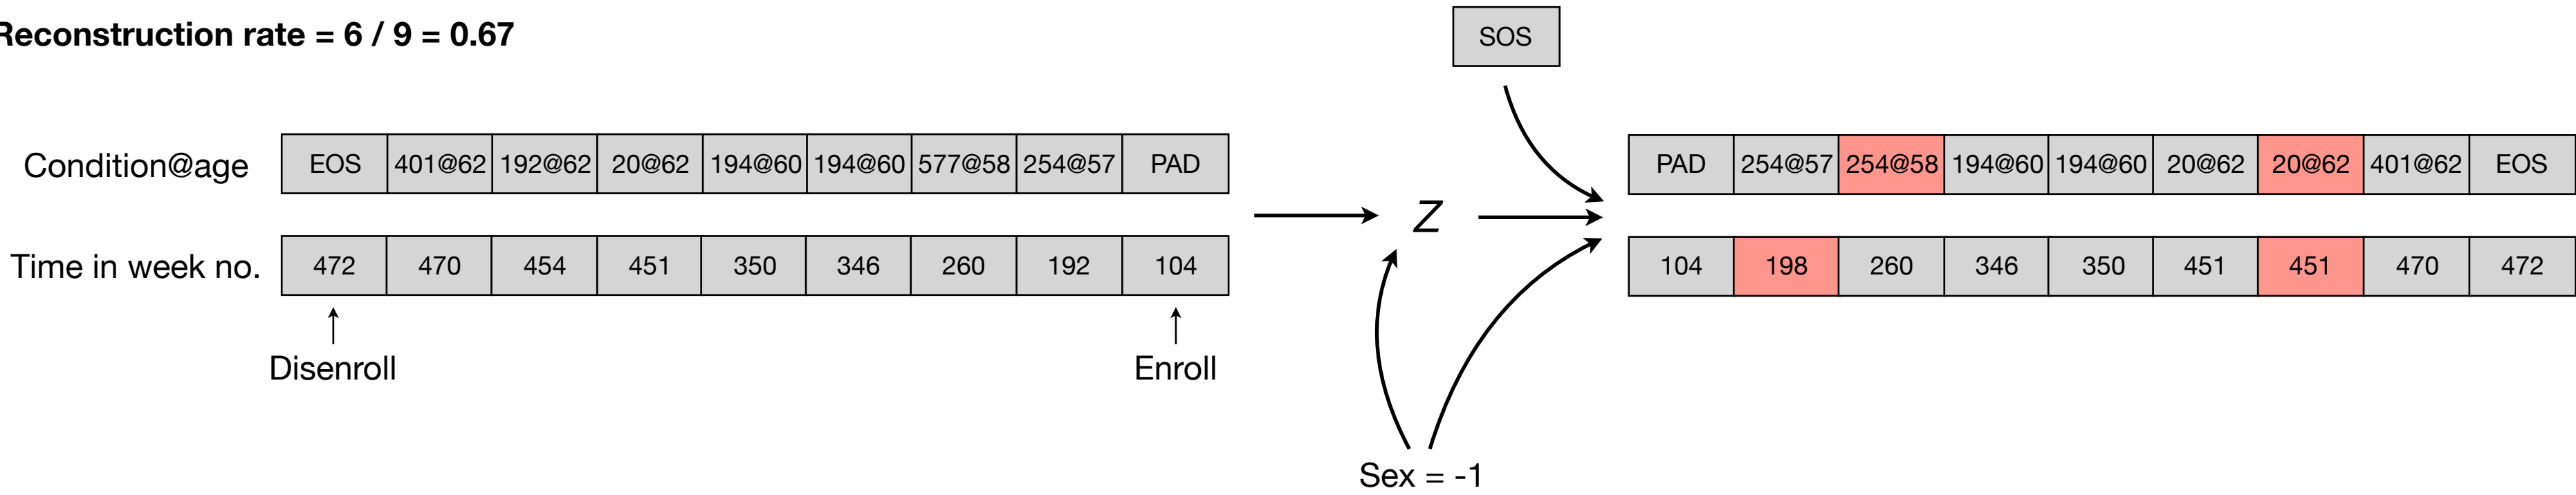 Reconstruction rate = 6 / 9 = 0.67
SOS
Condition@age EOS 401@62 192@62 20@62 194@60 194@60 577@58 254@57 PAD
PAD 254@57 254@58 194@60 194@60 20@62 20@62 401@62 EOS
Z
Time in week no. 472 470 454 451 350 346 260 192 104
104 198 260 346 350 451 451 470 472
Disenroll
Enroll
Sex = -1